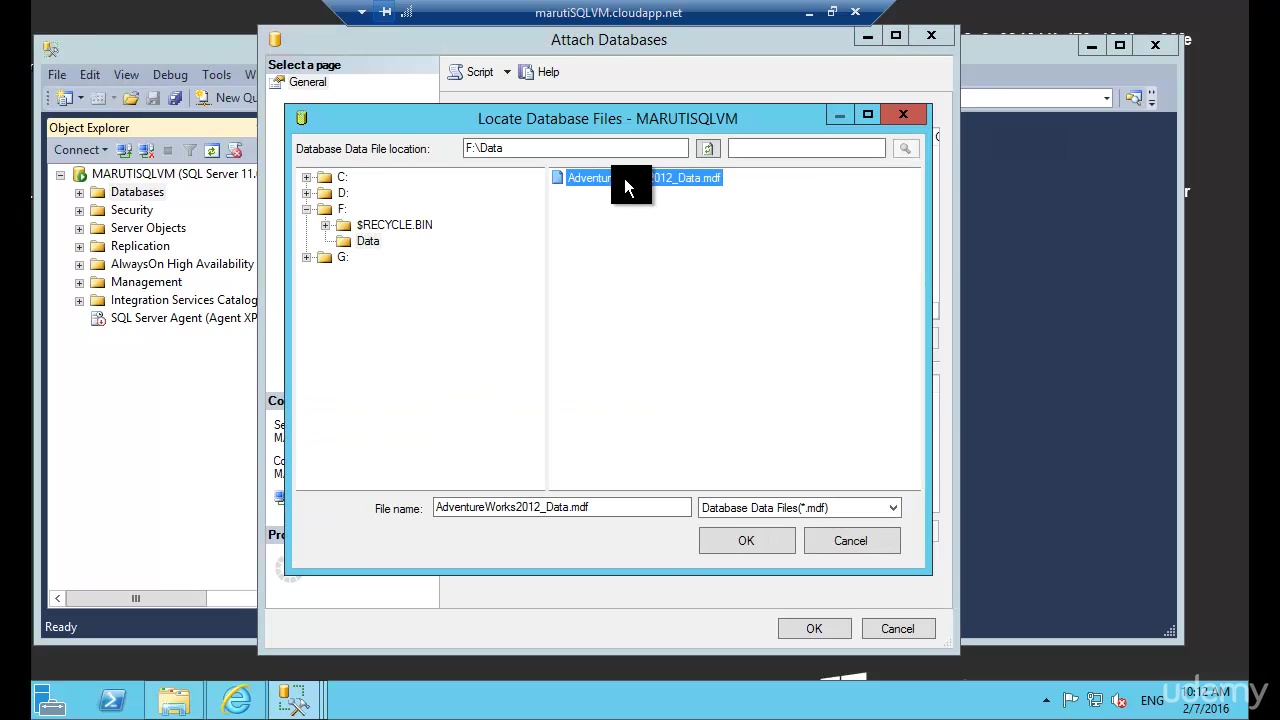 marutiSQLVM.cloudapp.net
Attach Databases
Select a page
General
Script
Help
File Edit View Debug Tools W
New Qu
Object Explorer
Connect
MARUTISQLVM (SQL Server 11.
Databases
Security
Server Objects
Replication
AlwaysOn High Availability
Management
Integration Services Catalog
SQL Server Agent (Agent XP
Locate Database Files - MARUTISQLVM
Database Data File location:
F:\Data
C:
D:
F:
$RECYCLE.BIN
Data
G:
Adventur 2012_Data.mdf
File name:
AdventureWorks2012_Data.mdf
Database Data Files(*.mdf)
OK
Cancel
Co
Se
M
Co
M
Pro
OK
Cancel
Ready
ENG
10:12 AM
2/7/2016
udemy